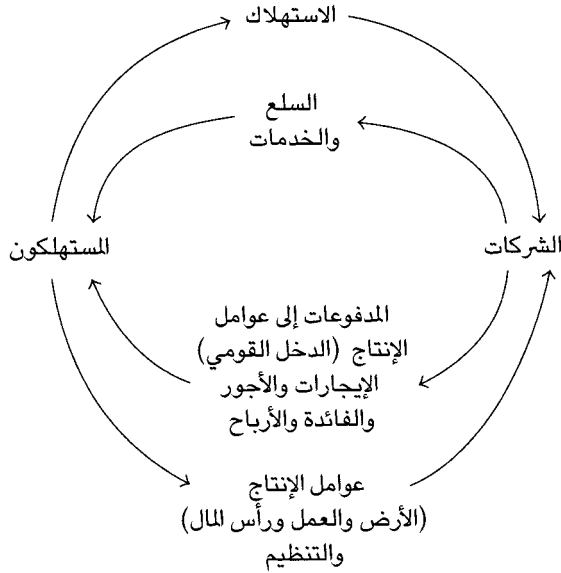 الاستهلاك
السلع
والخدمات
الشركات
المستهلكون
المدفوعات إلى عوامل
الإنتاج (الدخل القومي)
الإيجارات والأجور
والفائدة والأرباح
عوامل الإنتاج
(الأرض والعمل ورأس المال)
والتنظيم